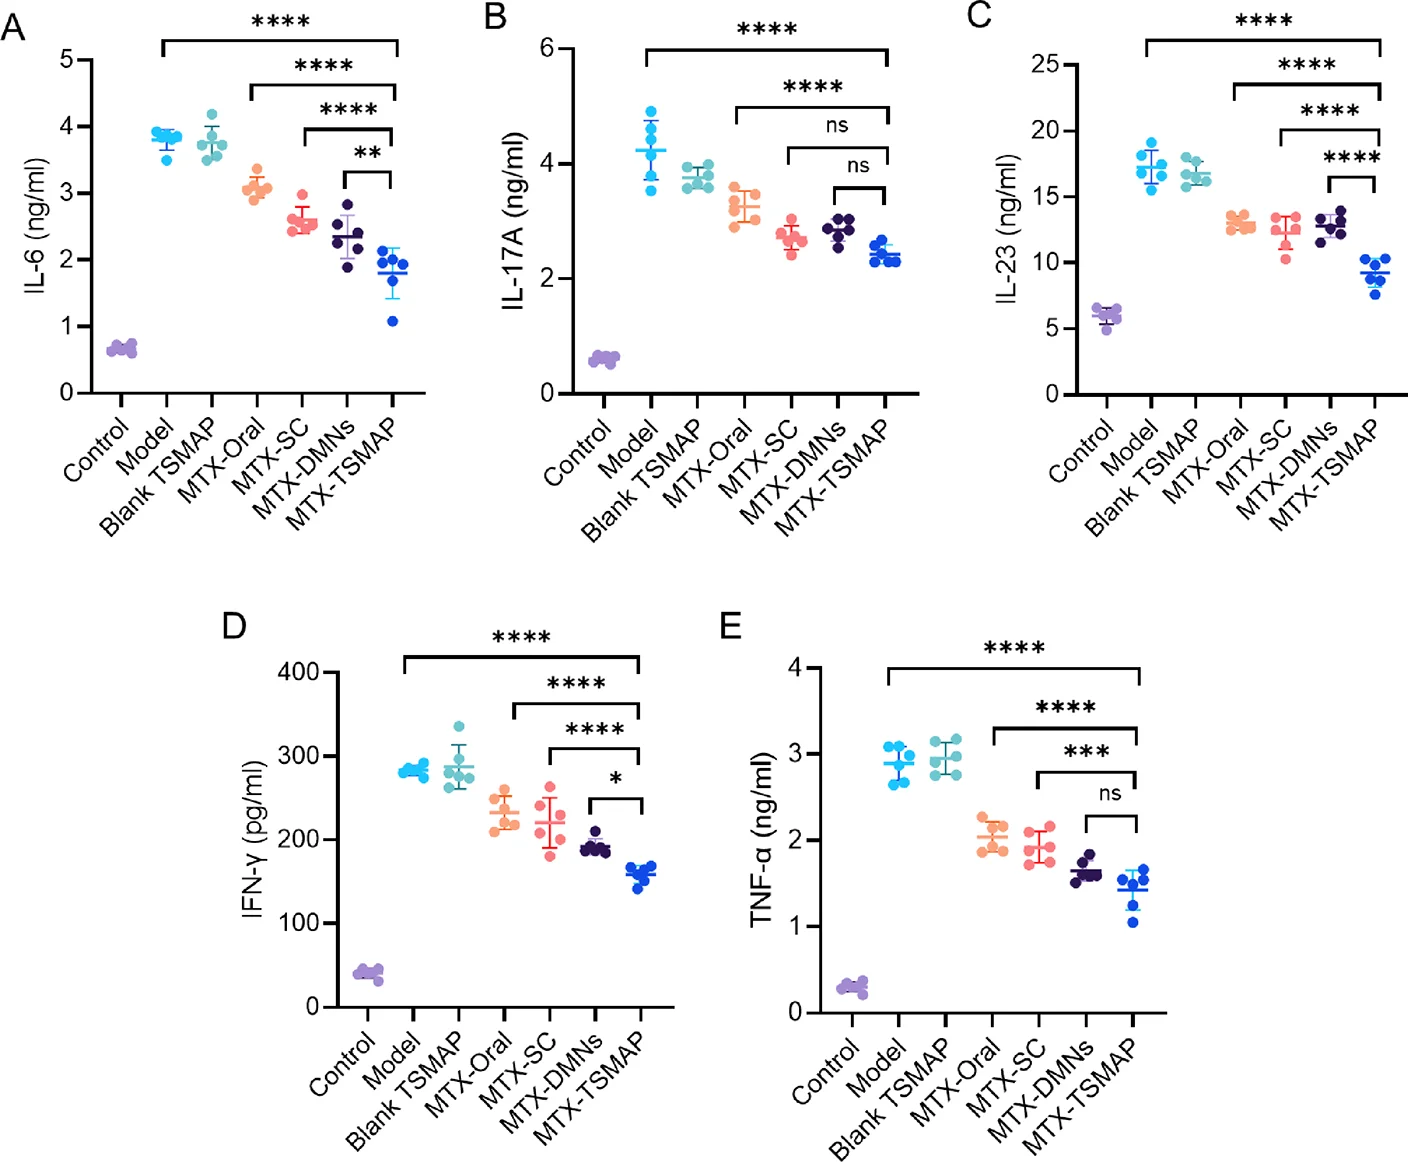 A
****
****
****
**
IL-6 (ng/ml)
5
4
3
2
1
0
Control
Model
Blank TSMAP
MTX-Oral
MTX-SC
MTX-DMNs
MTX-TSMAP
B
****
****
ns
ns
IL-17A (ng/ml)
6
4
2
0
Control
Model
Blank TSMAP
MTX-Oral
MTX-SC
MTX-DMNs
MTX-TSMAP
C
****
****
****
****
IL-23 (ng/ml)
25
20
15
10
5
0
Control
Model
Blank TSMAP
MTX-Oral
MTX-SC
MTX-DMNs
MTX-TSMAP
D
****
****
****
*
IFN-γ (pg/ml)
400
300
200
100
0
Control
Model
Blank TSMAP
MTX-Oral
MTX-SC
MTX-DMNs
MTX-TSMAP
E
****
****
***
ns
TNF-α (ng/ml)
4
3
2
1
0
Control
Model
Blank TSMAP
MTX-Oral
MTX-SC
MTX-DMNs
MTX-TSMAP